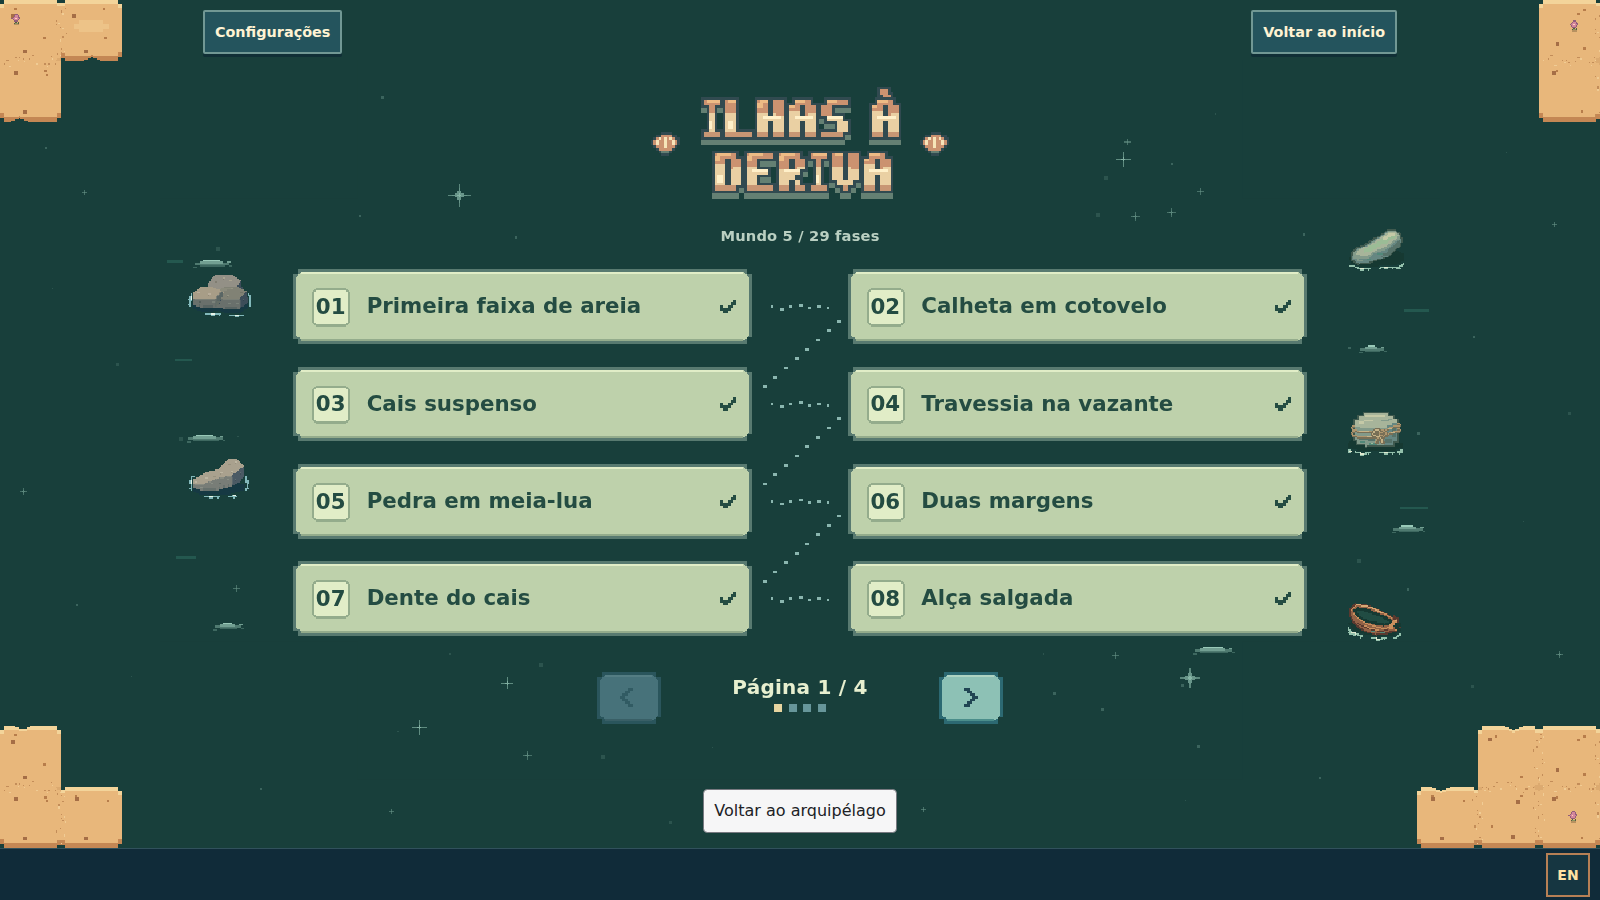 Configurações
Voltar ao início
ILHAS À
DERIVA
Mundo 5 / 29 fases
01 Primeira faixa de areia
02 Calheta em cotovelo
03 Cais suspenso
04 Travessia na vazante
05 Pedra em meia-lua
06 Duas margens
07 Dente do cais
08 Alça salgada
Página 1 / 4
Voltar ao arquipélago
EN